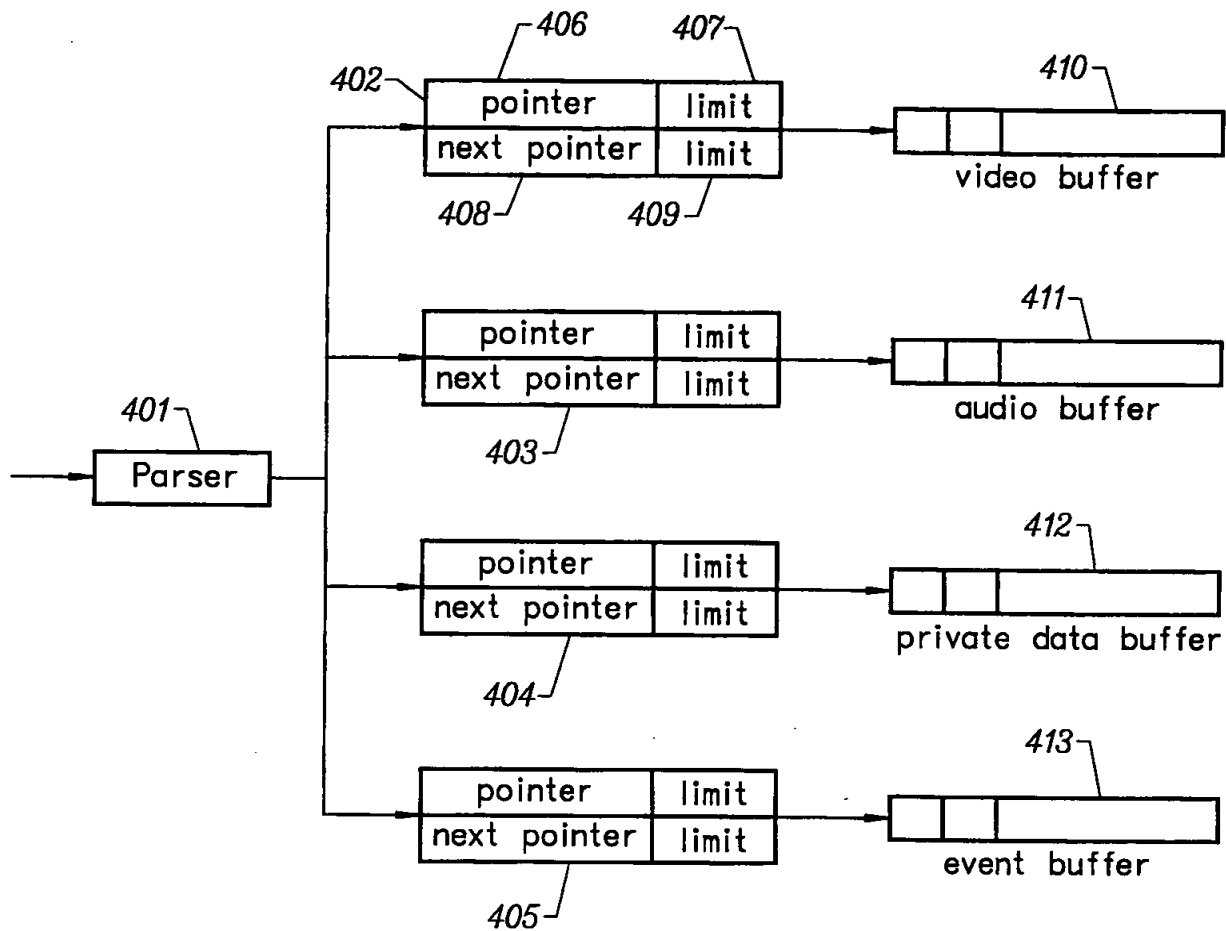 406
407
402
410
pointer limit
next pointer limit
video buffer
408
409
411
pointer limit
next pointer limit
audio buffer
401
403
Parser
412
pointer limit
next pointer limit
private data buffer
404
413
pointer limit
next pointer limit
event buffer
405